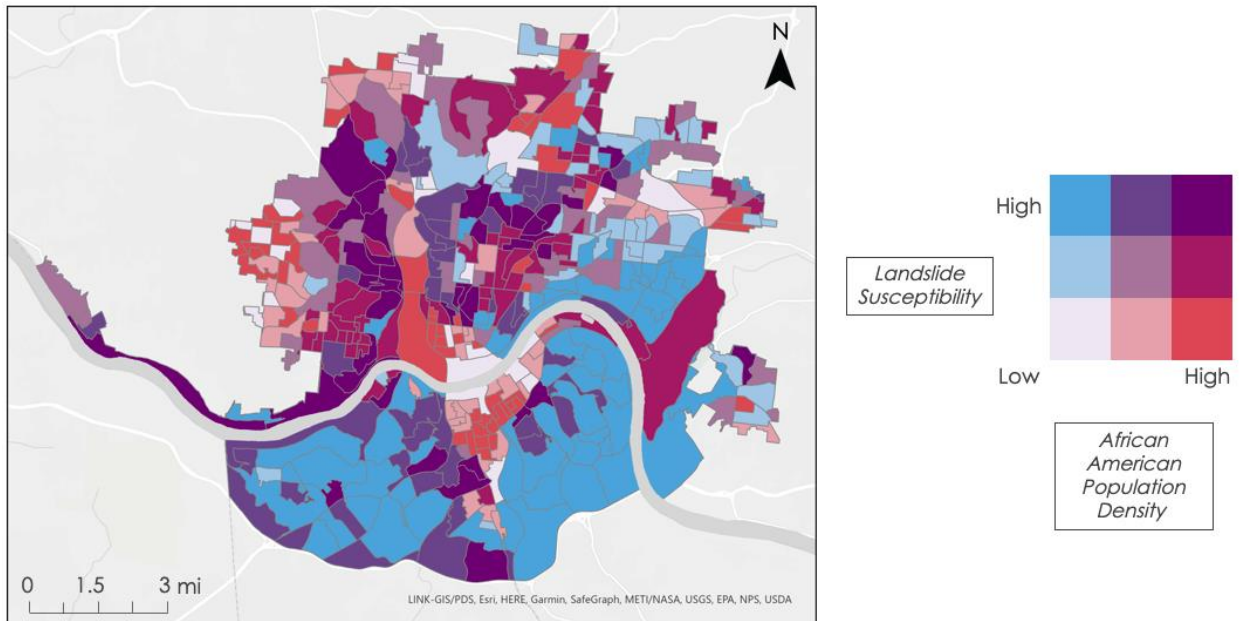 N
0 1.5 3 mi
LINK-GIS/PDS, Esri, HERE, Garmin, SafeGraph, METI/NASA, USGS, EPA, NPS, USDA
High
Landslide
Susceptibility
Low High
African
American
Population
Density